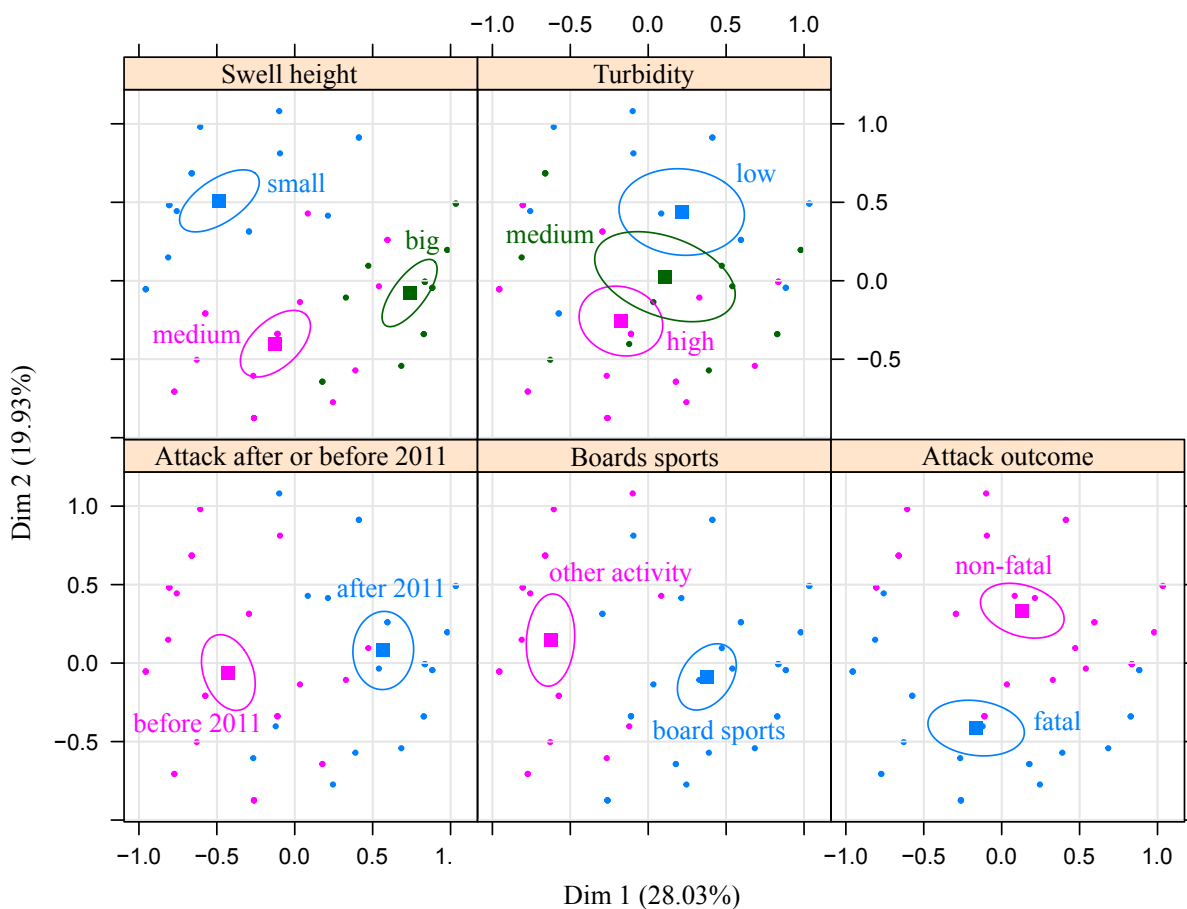 −1.0 0.0 1.0
Swell height
Turbidity
small
big
medium
low
medium
high
1.0
0.5
0.0
−0.5
Dim 2 (19.93%)
Attack after or before 2011
Boards sports
Attack outcome
after 2011
before 2011
other activity
board sports
non-fatal
fatal
1.0
0.5
0.0
−0.5
−1.0 −0.5 0.0 0.5 1.
−1.0 −0.5 0.0 0.5 1.0
Dim 1 (28.03%)